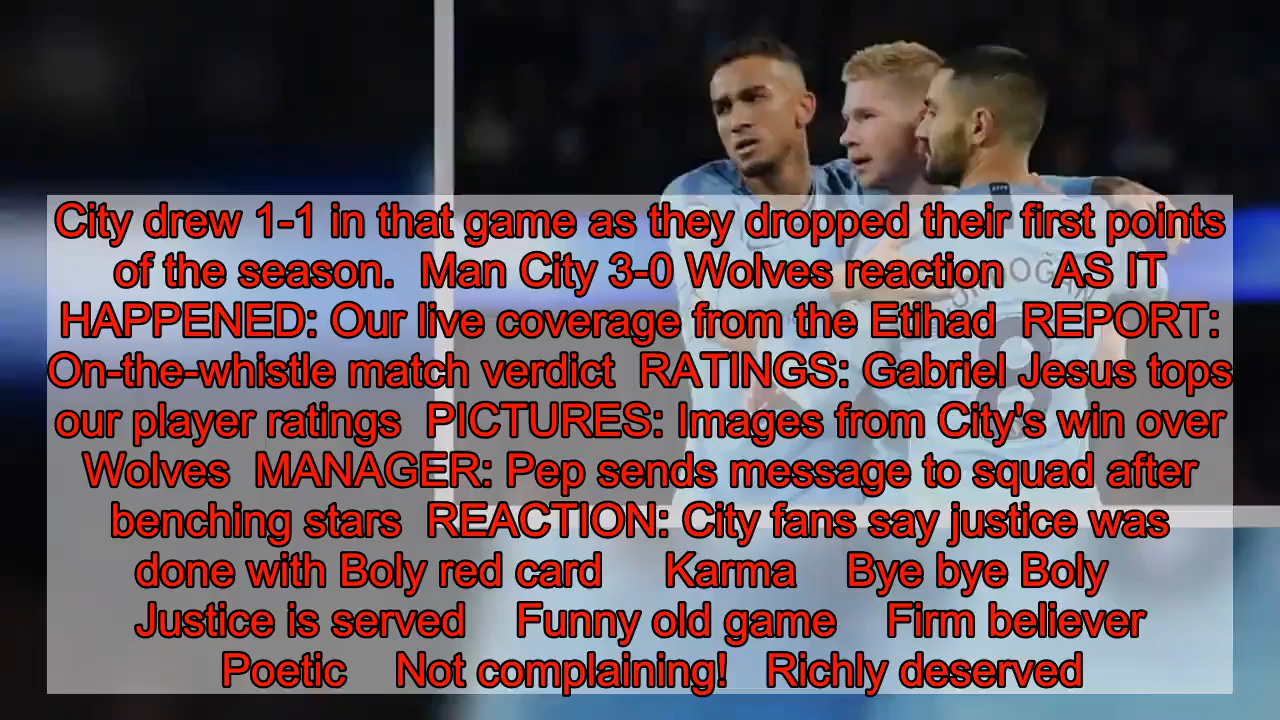 City drew 1-1 in that game as they dropped their first points
of the season. Man City 3-0 Wolves reaction AS IT
HAPPENED: Our live coverage from the Etihad REPORT:
On-the-whistle match verdict RATINGS: Gabriel Jesus tops
our player ratings PICTURES: Images from City's win over
Wolves MANAGER: Pep sends message to squad after
benching stars REACTION: City fans say justice was
done with Boly red card Karma Bye bye Boly
Justice is served Funny old game Firm believer
Poetic Not complaining! Richly deserved
8